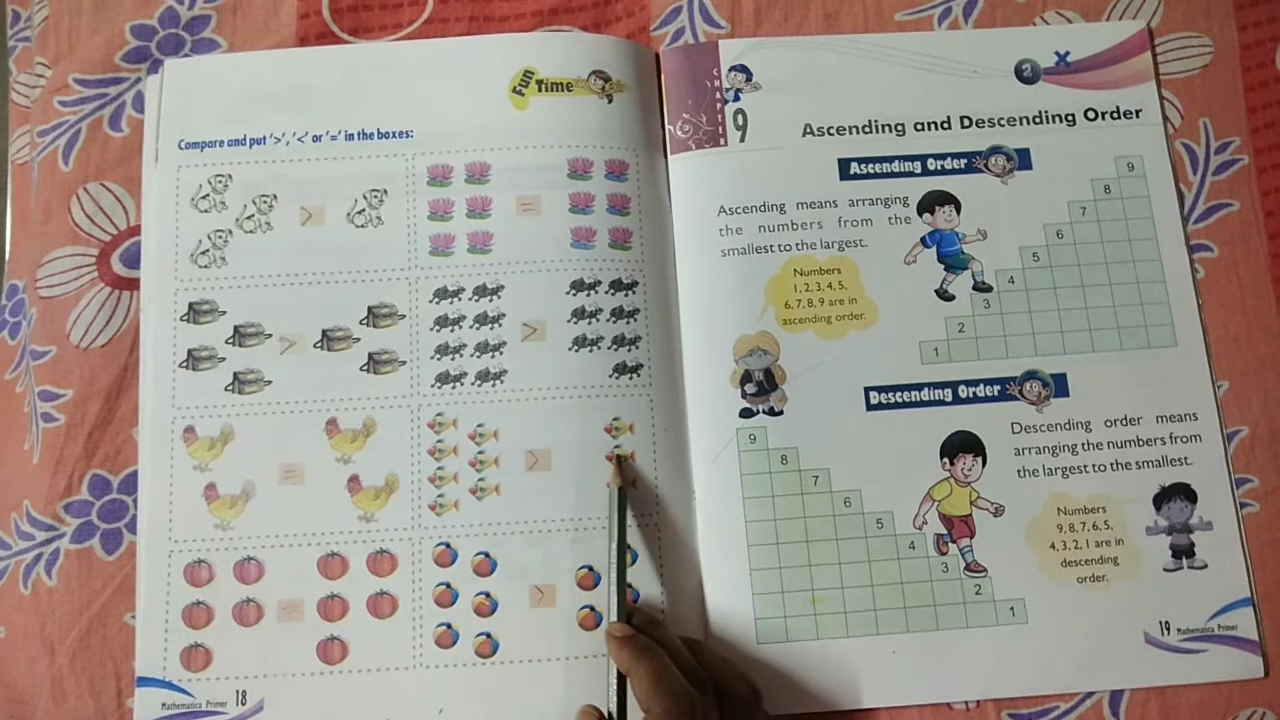 Fun Time
Compare and put '>', '<' or '=' in the boxes:
> =
> >
= >
= >
Mathematica Primer 18
CHAPTER 9
2 ×
Ascending and Descending Order
Ascending Order
Ascending means arranging
the numbers from the
smallest to the largest.
Numbers
1, 2, 3, 4, 5,
6, 7, 8, 9 are in
ascending order.
1
2
3
4
5
6
7
8
9
Descending Order
9
8
7
6
5
4
3
2
1
Descending order means
arranging the numbers from
the largest to the smallest.
Numbers
9, 8, 7, 6, 5,
4, 3, 2, 1 are in
descending
order.
19 Mathematica Primer